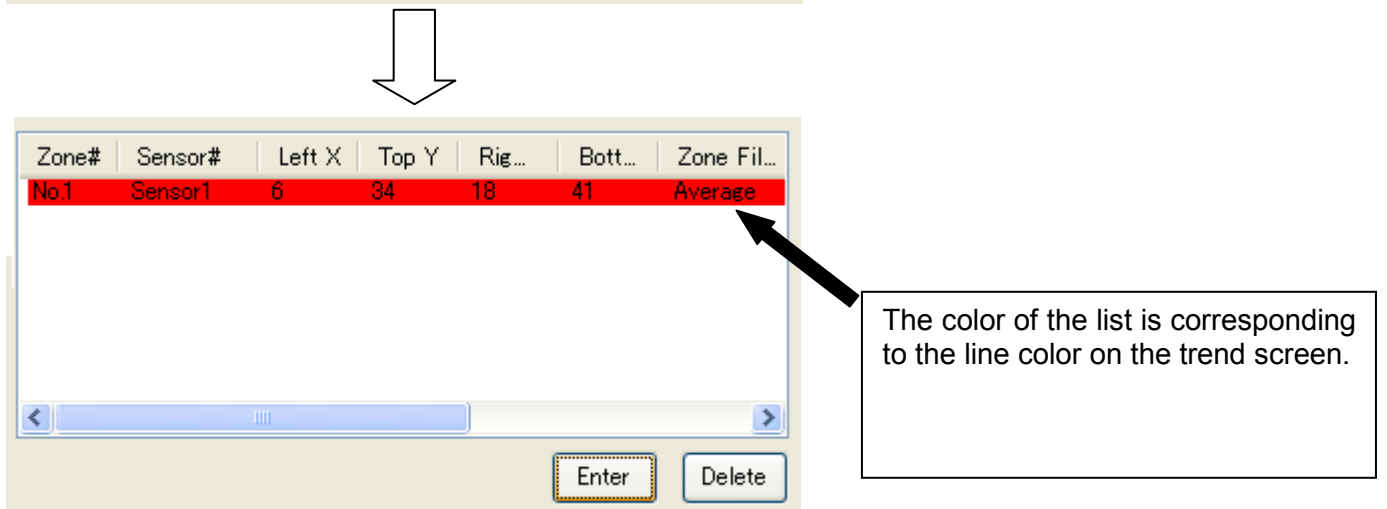 Zone# Sensor# Left X Top Y Rig... Bott... Zone Fil...
No.1 Sensor1 6 34 18 41 Average
The color of the list is corresponding
to the line color on the trend screen.
Enter Delete